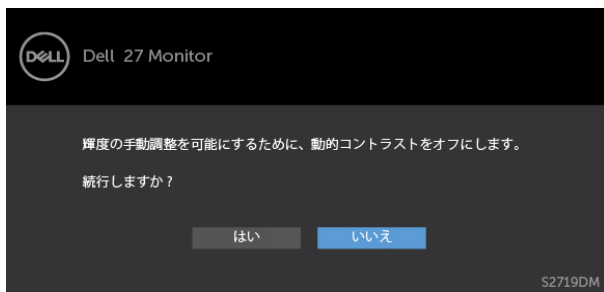 DELL
Dell 27 Monitor
輝度の手動調整を可能にするために、動的コントラストをオフにします。
続行しますか？
はい いいえ
S2719DM